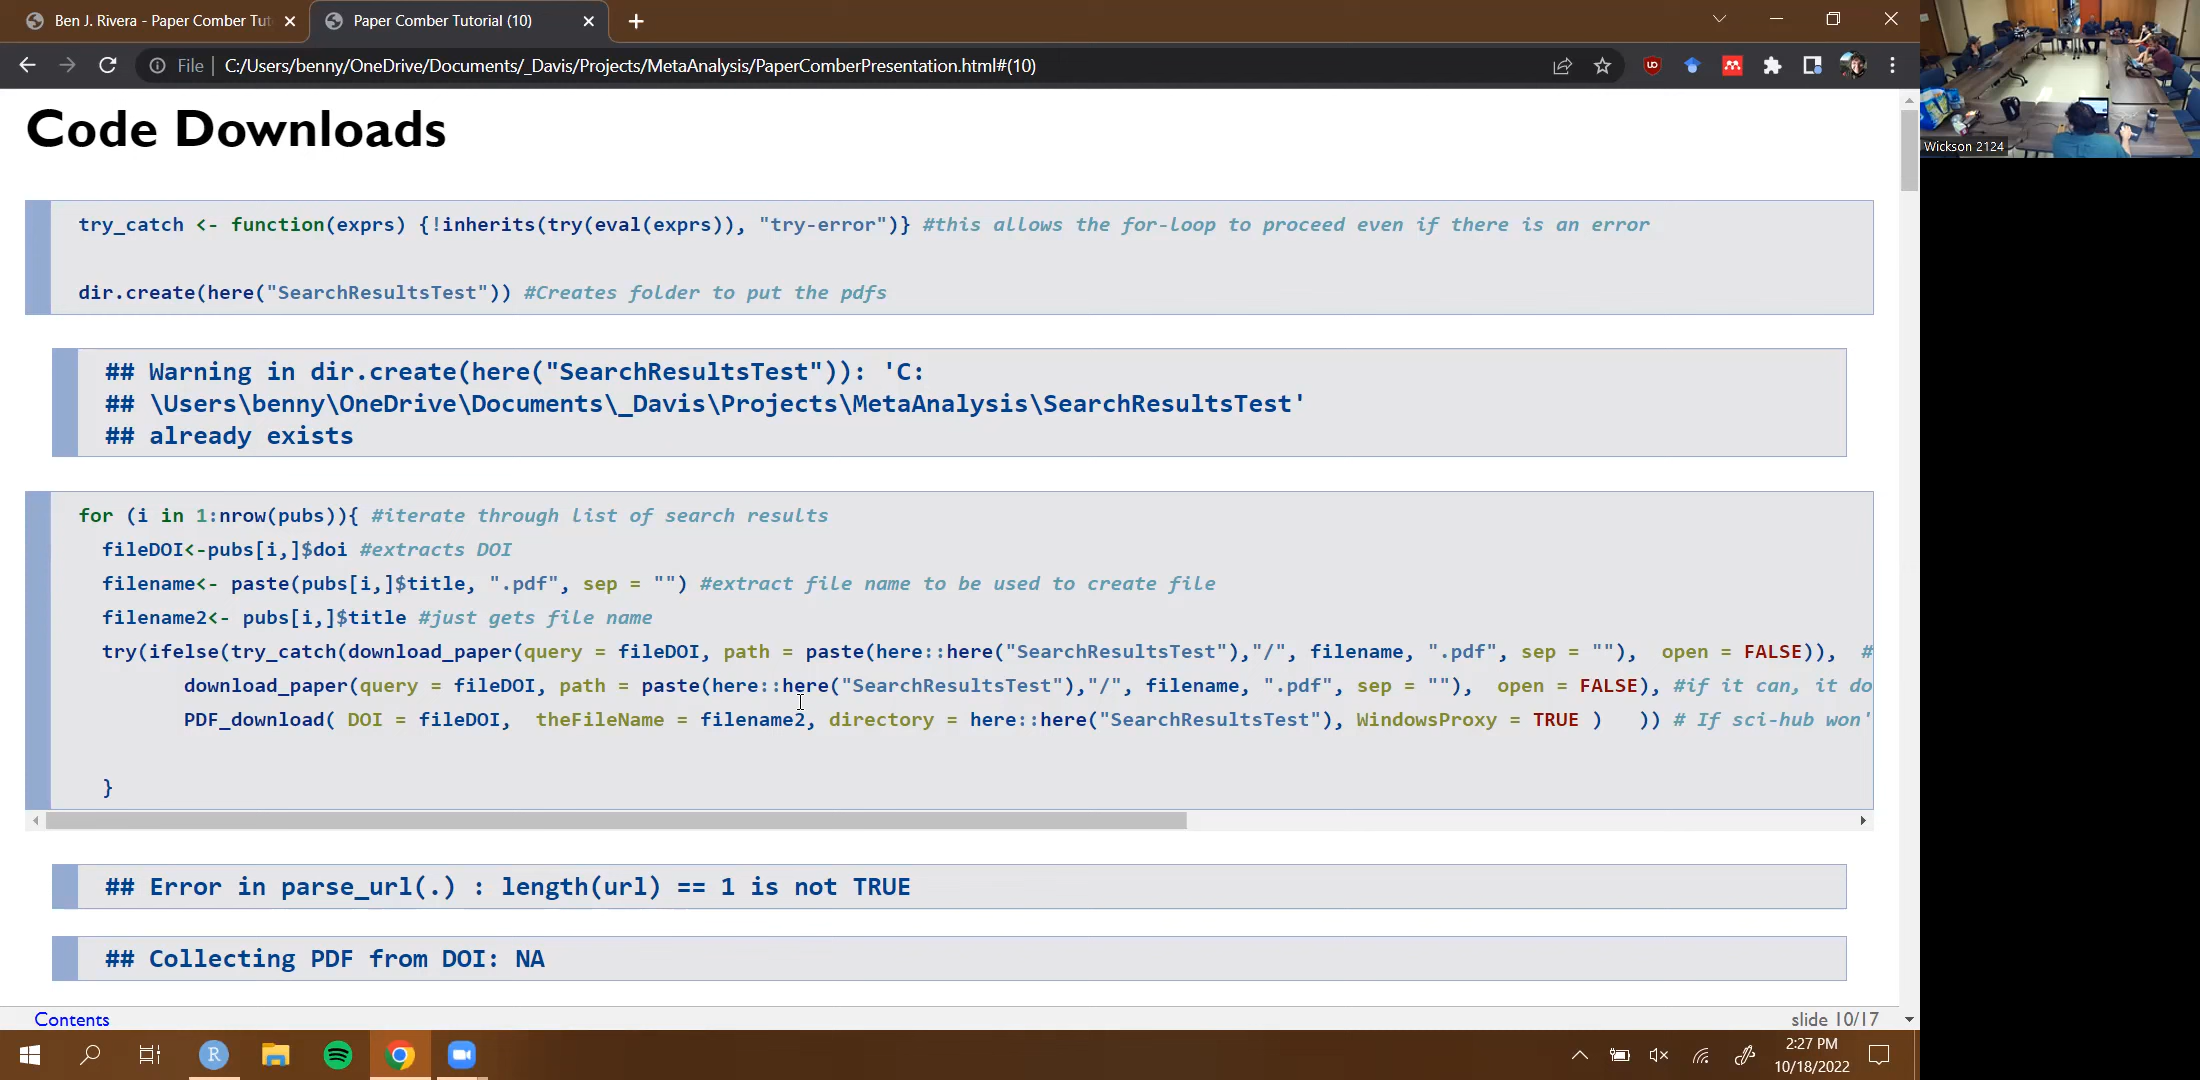 Ben J. Rivera - Paper Comber Tut
Paper Comber Tutorial (10)
File | C:/Users/benny/OneDrive/Documents/_Davis/Projects/MetaAnalysis/PaperComberPresentation.html#(10)
Wickson 2124
Code Downloads
try_catch <- function(exprs) {!inherits(try(eval(exprs)), "try-error")} #this allows the for-loop to proceed even if there is an error
dir.create(here("SearchResultsTest")) #Creates folder to put the pdfs
## Warning in dir.create(here("SearchResultsTest")): 'C:
## \Users\benny\OneDrive\Documents\_Davis\Projects\MetaAnalysis\SearchResultsTest'
## already exists
for (i in 1:nrow(pubs)){ #iterate through list of search results
fileDOI<-pubs[i,]$doi #extracts DOI
filename<- paste(pubs[i,]$title, ".pdf", sep = "") #extract file name to be used to create file
filename2<- pubs[i,]$title #just gets file name
try(ifelse(try_catch(download_paper(query = fileDOI, path = paste(here::here("SearchResultsTest"),"/", filename, ".pdf", sep = ""), open = FALSE)), #
download_paper(query = fileDOI, path = paste(here::here("SearchResultsTest"),"/", filename, ".pdf", sep = ""), open = FALSE), #if it can, it do
PDF_download( DOI = fileDOI, theFileName = filename2, directory = here::here("SearchResultsTest"), WindowsProxy = TRUE ) )) # If sci-hub won'
}
## Error in parse_url(.) : length(url) == 1 is not TRUE
## Collecting PDF from DOI: NA
Contents
slide 10/17
2:27 PM
10/18/2022